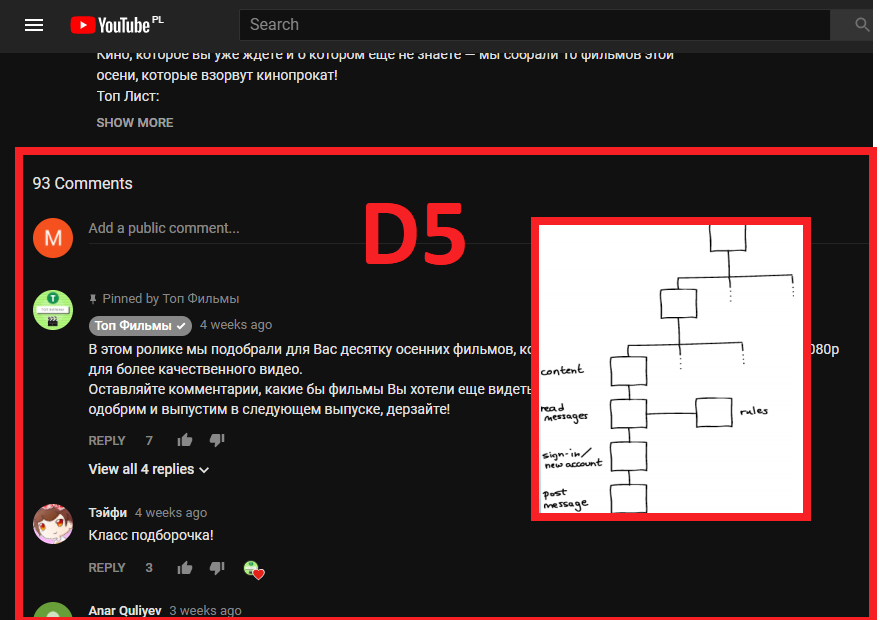 YouTube PL
Search
Кино, которое вы уже ждете и о котором еще не знаете — мы собрали 10 фильмов этой
осени, которые взорвут кинопрокат!
Топ Лист:
SHOW MORE
93 Comments
D5
M
Add a public comment...
Pinned by Топ Фильмы
Топ Фильмы
4 weeks ago
В этом ролике мы подобрали для Вас десятку осенних фильмов,
080p
для более качественного видео.
Оставляйте комментарии, какие бы фильмы Вы хотели еще видеть
одобрим и выпустим в следующем выпуске, дерзайте!
REPLY 7
View all 4 replies
content
read
messages
rules
sign-in/
new account
post
message
Тэйфи 4 weeks ago
Класс подборочка!
REPLY 3
Anar Quliyev 3 weeks ago